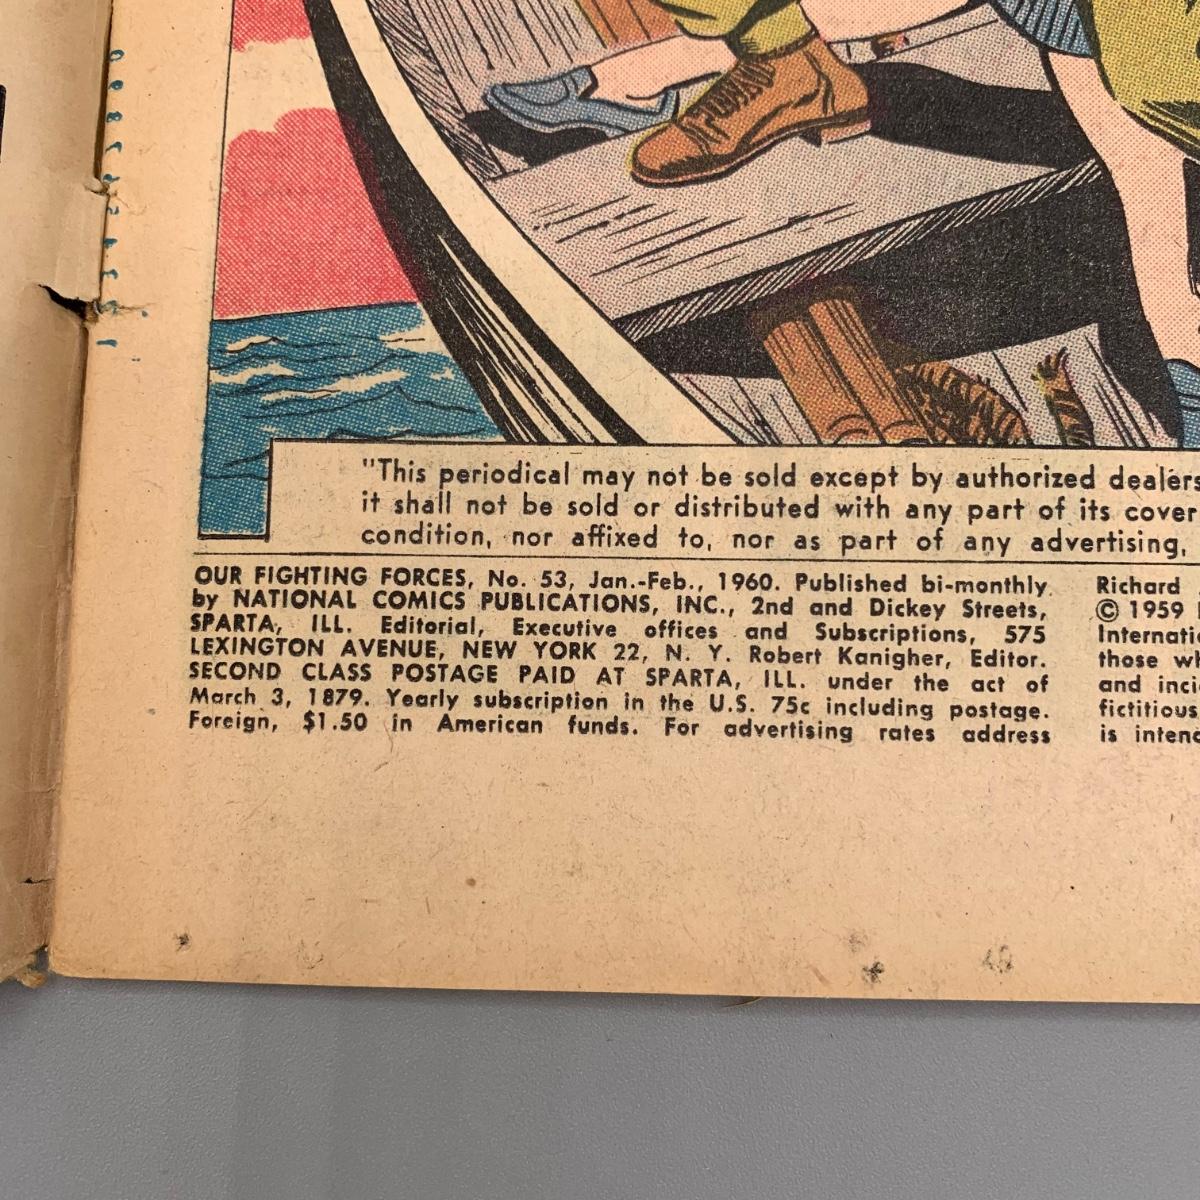 "This periodical may not be sold except by authorized dealers
it shall not be sold or distributed with any part of its cover
condition, nor affixed to, nor as part of any advertising,
OUR FIGHTING FORCES, No. 53, Jan.-Feb., 1960. Published bi-monthly
by NATIONAL COMICS PUBLICATIONS, INC., 2nd and Dickey Streets,
SPARTA, ILL. Editorial, Executive offices and Subscriptions, 575
LEXINGTON AVENUE, NEW YORK 22, N. Y. Robert Kanigher, Editor.
SECOND CLASS POSTAGE PAID AT SPARTA, ILL. under the act of
March 3, 1879. Yearly subscription in the U.S. 75c including postage.
Foreign, $1.50 in American funds. For advertising rates address
Richard
© 1959
Internati
those wh
and inci
fictitious
is intend